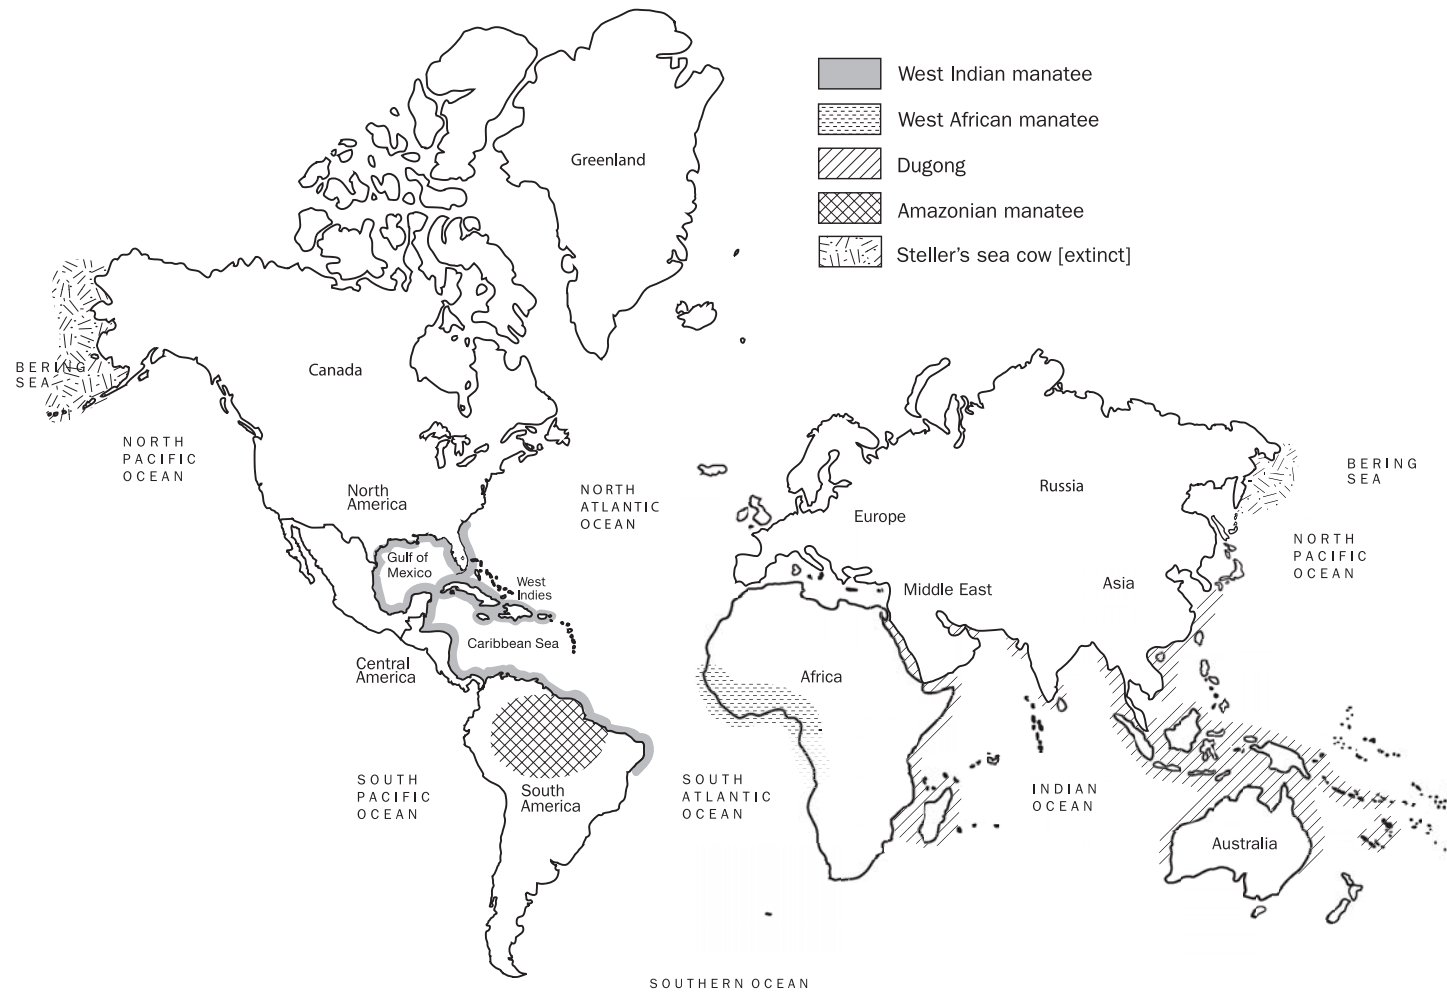 West Indian manatee
West African manatee
Dugong
Amazonian manatee
Steller's sea cow [extinct]
Greenland
BERING
SEA
Canada
NORTH
PACIFIC
OCEAN
North
America
NORTH
ATLANTIC
OCEAN
Gulf of
Mexico
West
Indies
Caribbean Sea
Central
America
South
America
SOUTH
PACIFIC
OCEAN
SOUTH
ATLANTIC
OCEAN
Europe
Russia
BERING
SEA
NORTH
PACIFIC
OCEAN
Middle East
Asia
Africa
INDIAN
OCEAN
Australia
SOUTHERN OCEAN